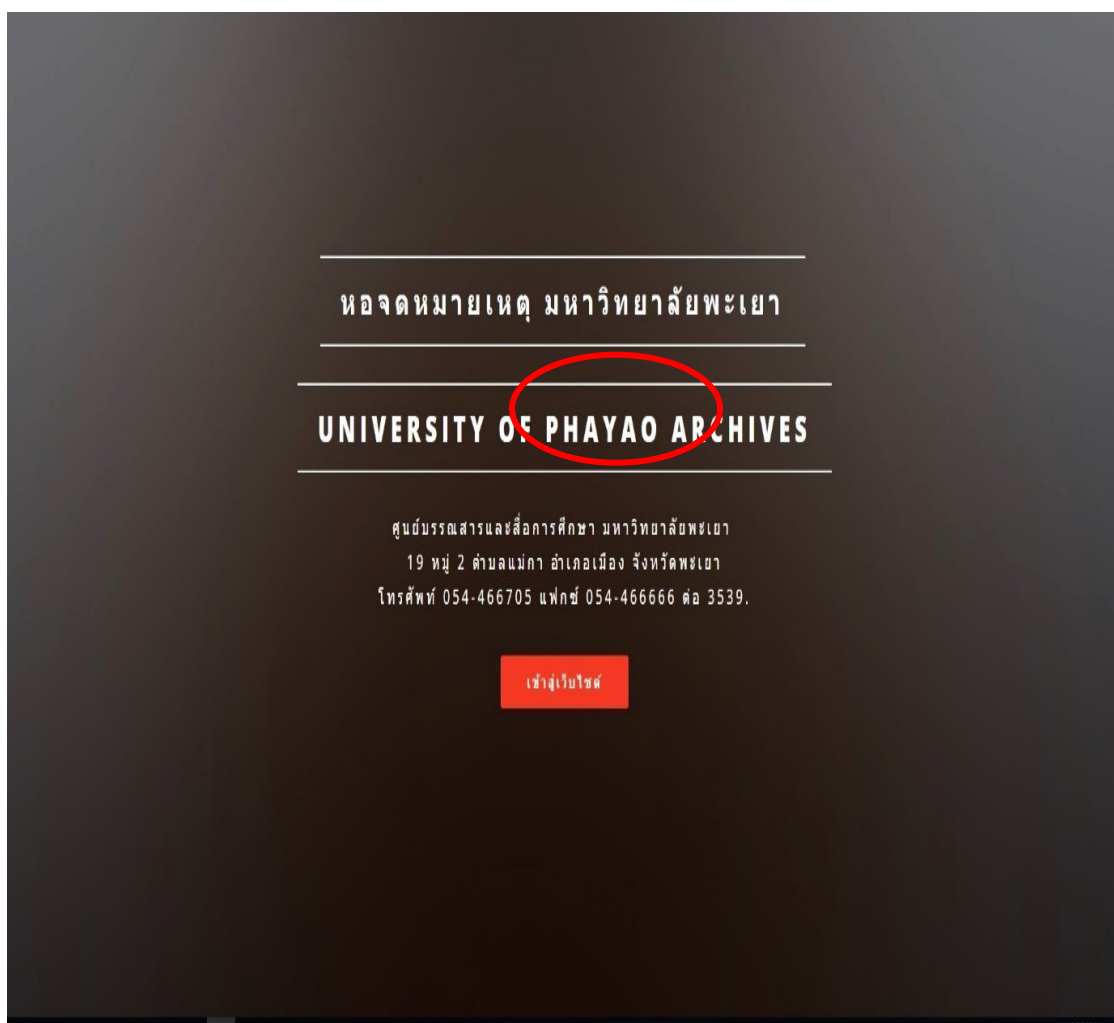 หอจดหมายเหตุ มหาวิทยาลัยพะเยา
UNIVERSITY OF PHAYAO ARCHIVES
ศูนย์บรรณสารและสื่อการศึกษา มหาวิทยาลัยพะเยา
19 หมู่ 2 ตำบลแม่กา อำเภอเมือง จังหวัดพะเยา
โทรศัพท์ 054-466705 แฟกซ์ 054-466666 ต่อ 3539.
เข้าสู่เว็บไซต์